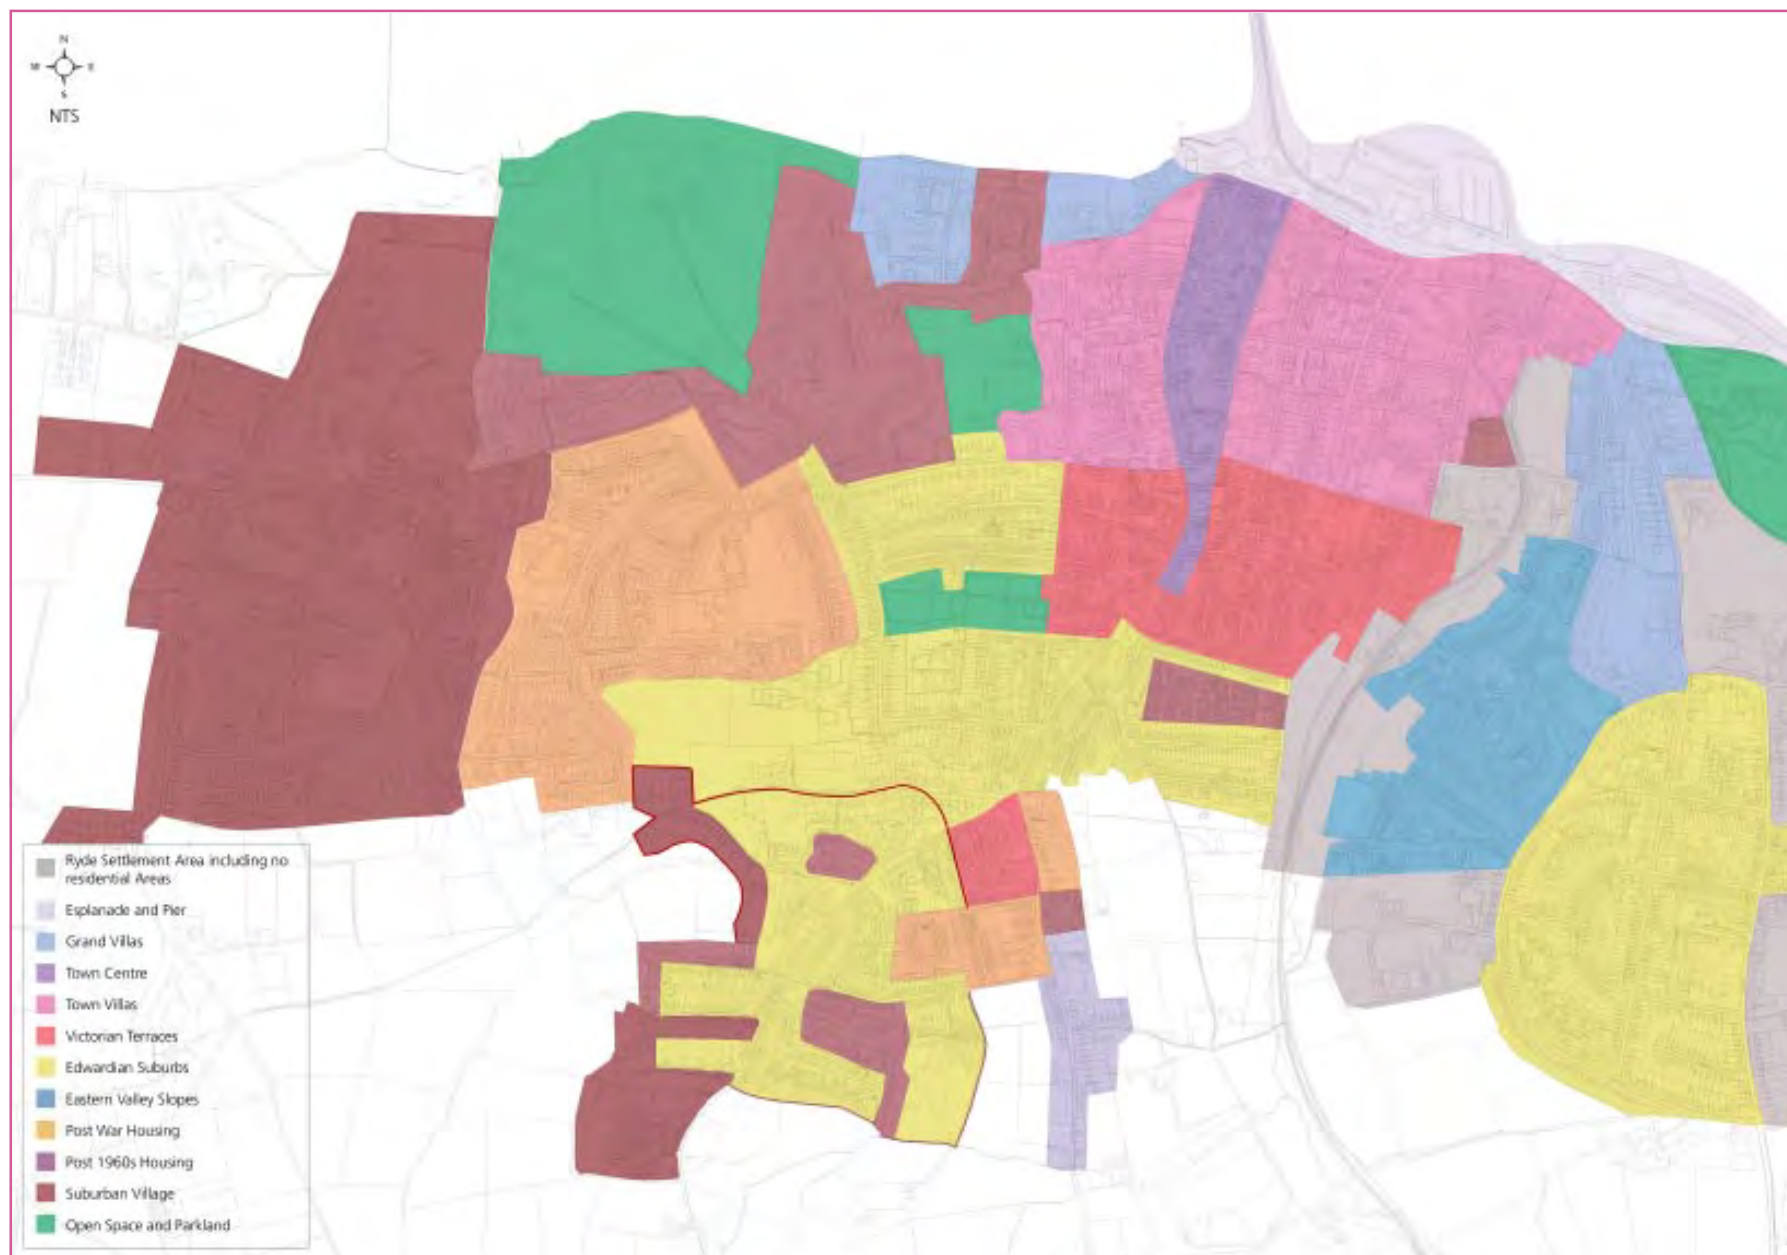 N
W E
S
NTS
Ryde Settlement Area including no
residential Areas
Esplanade and Pier
Grand Villas
Town Centre
Town Villas
Victorian Terraces
Edwardian Suburbs
Eastern Valley Slopes
Post War Housing
Post 1960s Housing
Suburban Village
Open Space and Parkland